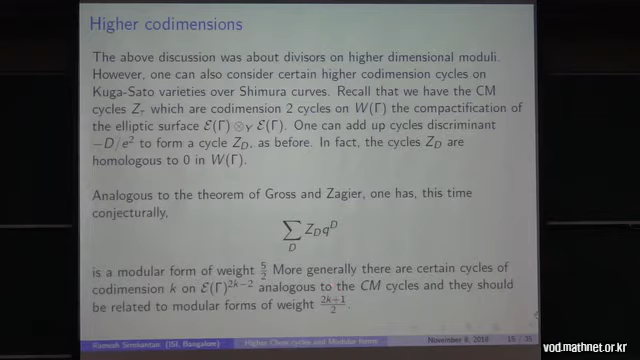 Higher codimensions
The above discussion was about divisors on higher dimensional moduli.
However, one can also consider certain higher codimension cycles on
Kuga-Sato varieties over Shimura curves. Recall that we have the CM
cycles Z_τ which are codimension 2 cycles on W(Γ) the compactification of
the elliptic surface ℰ(Γ) ⊗_Y ℰ(Γ). One can add up cycles discriminant
−D/e² to form a cycle Z_D, as before. In fact, the cycles Z_D are
homologous to 0 in W(Γ).
Analogous to the theorem of Gross and Zagier, one has, this time
conjecturally,
∑_D Z_D q^D
is a modular form of weight 5/2 More generally there are certain cycles of
codimension k on ℰ(Γ)^{2k−2} analogous to the CM cycles and they should
be related to modular forms of weight (2k+1)/2.
Ramesh Sreekantan (ISI, Bangalore) Higher Chow cycles and Modular forms November 6, 2018 15 / 35
vod.mathnet.or.kr